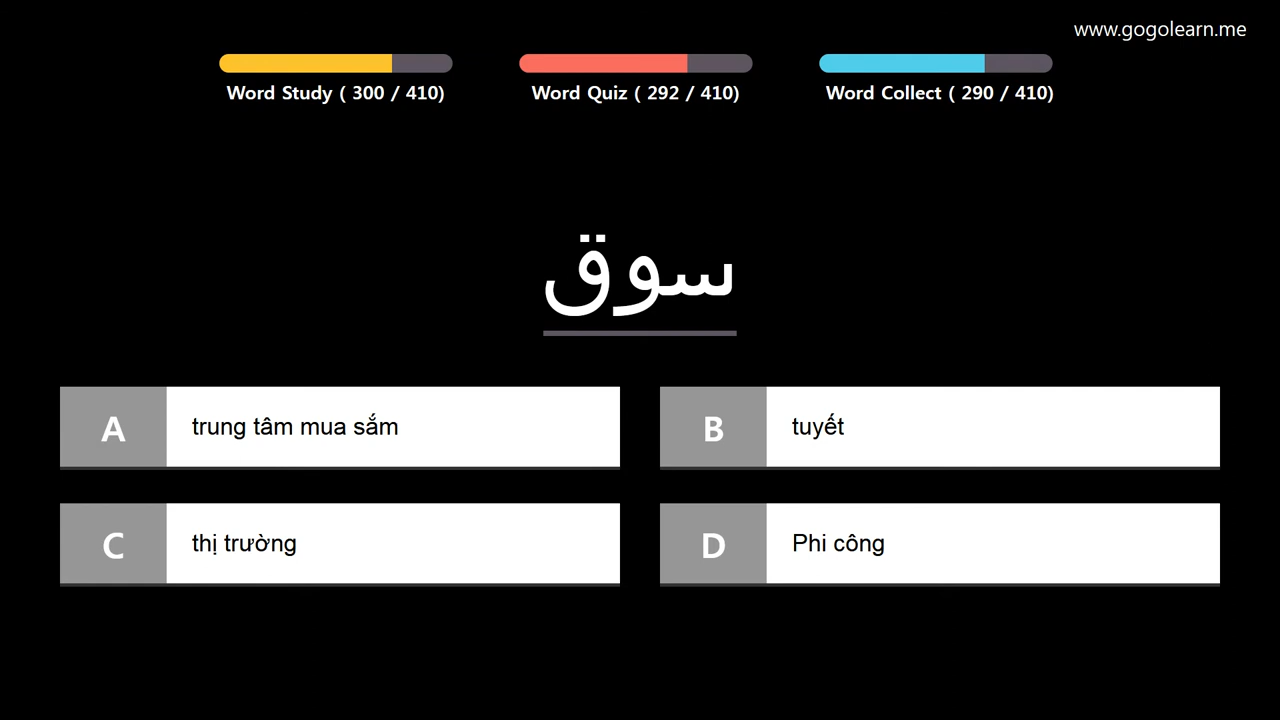 www.gogolearn.me
Word Study ( 300 / 410)
Word Quiz ( 292 / 410)
Word Collect ( 290 / 410)
سوق
A trung tâm mua sắm
B tuyết
C thị trường
D Phi công